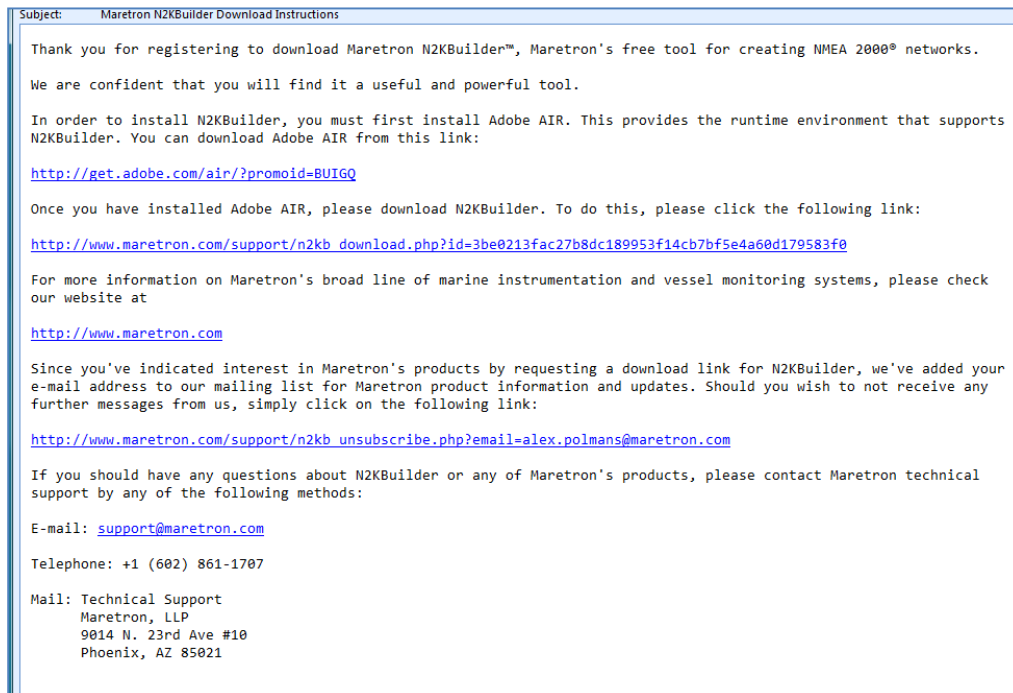 Subject: Maretron N2KBuilder Download Instructions
Thank you for registering to download Maretron N2KBuilder™, Maretron's free tool for creating NMEA 2000® networks.
We are confident that you will find it a useful and powerful tool.
In order to install N2KBuilder, you must first install Adobe AIR. This provides the runtime environment that supports
N2KBuilder. You can download Adobe AIR from this link:
http://get.adobe.com/air/?promoid=BUIGQ
Once you have installed Adobe AIR, please download N2KBuilder. To do this, please click the following link:
http://www.maretron.com/support/n2kb_download.php?id=3be0213fac27b8dc189953f14cb7bf5e4a60d179583f0
For more information on Maretron's broad line of marine instrumentation and vessel monitoring systems, please check
our website at
http://www.maretron.com
Since you've indicated interest in Maretron's products by requesting a download link for N2KBuilder, we've added your
e-mail address to our mailing list for Maretron product information and updates. Should you wish to not receive any
further messages from us, simply click on the following link:
http://www.maretron.com/support/n2kb_unsubscribe.php?email=alex.polmans@maretron.com
If you should have any questions about N2KBuilder or any of Maretron's products, please contact Maretron technical
support by any of the following methods:
E-mail: support@maretron.com
Telephone: +1 (602) 861-1707
Mail: Technical Support
Maretron, LLP
9014 N. 23rd Ave #10
Phoenix, AZ 85021